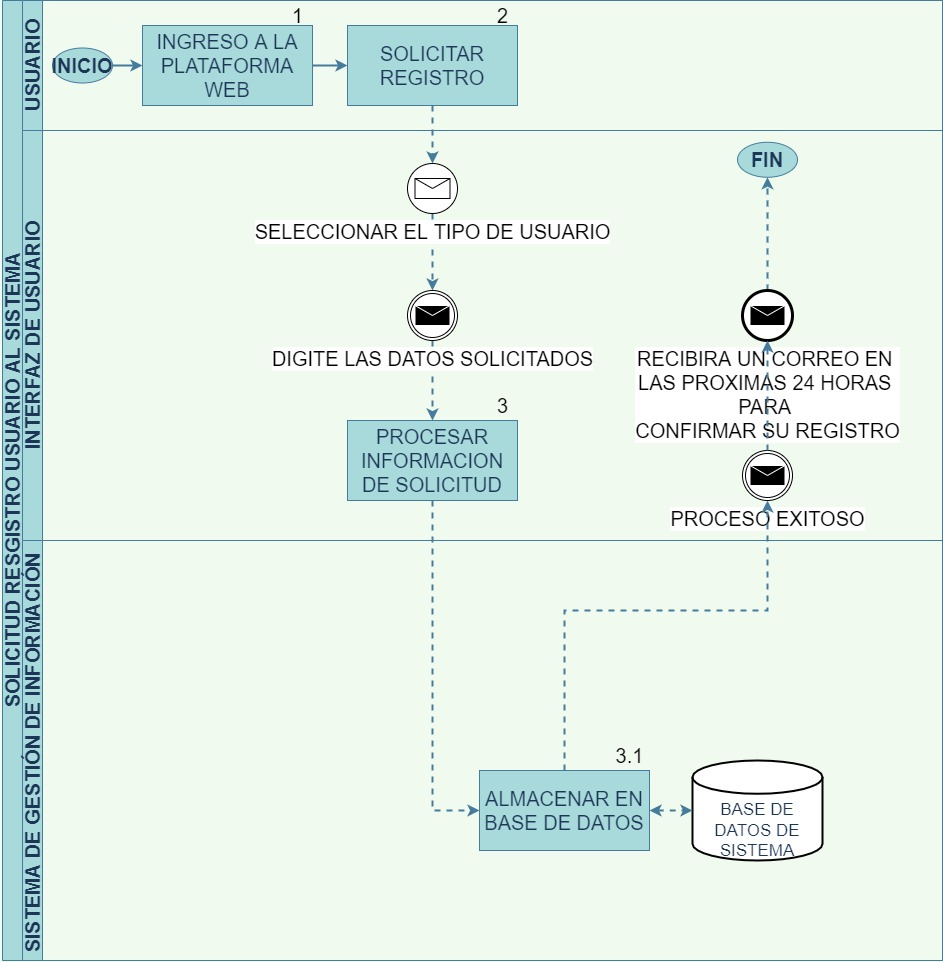 SOLICITUD RESGISTRO USUARIO AL SISTEMA
USUARIO
INICIO
1
INGRESO A LA
PLATAFORMA
WEB
2
SOLICITAR
REGISTRO
INTERFAZ DE USUARIO
SELECCIONAR EL TIPO DE USUARIO
DIGITE LAS DATOS SOLICITADOS
3
PROCESAR
INFORMACION
DE SOLICITUD
FIN
RECIBIRA UN CORREO EN
LAS PROXIMAS 24 HORAS
PARA
CONFIRMAR SU REGISTRO
PROCESO EXITOSO
SISTEMA DE GESTIÓN DE INFORMACIÓN
3.1
ALMACENAR EN
BASE DE DATOS
BASE DE
DATOS DE
SISTEMA